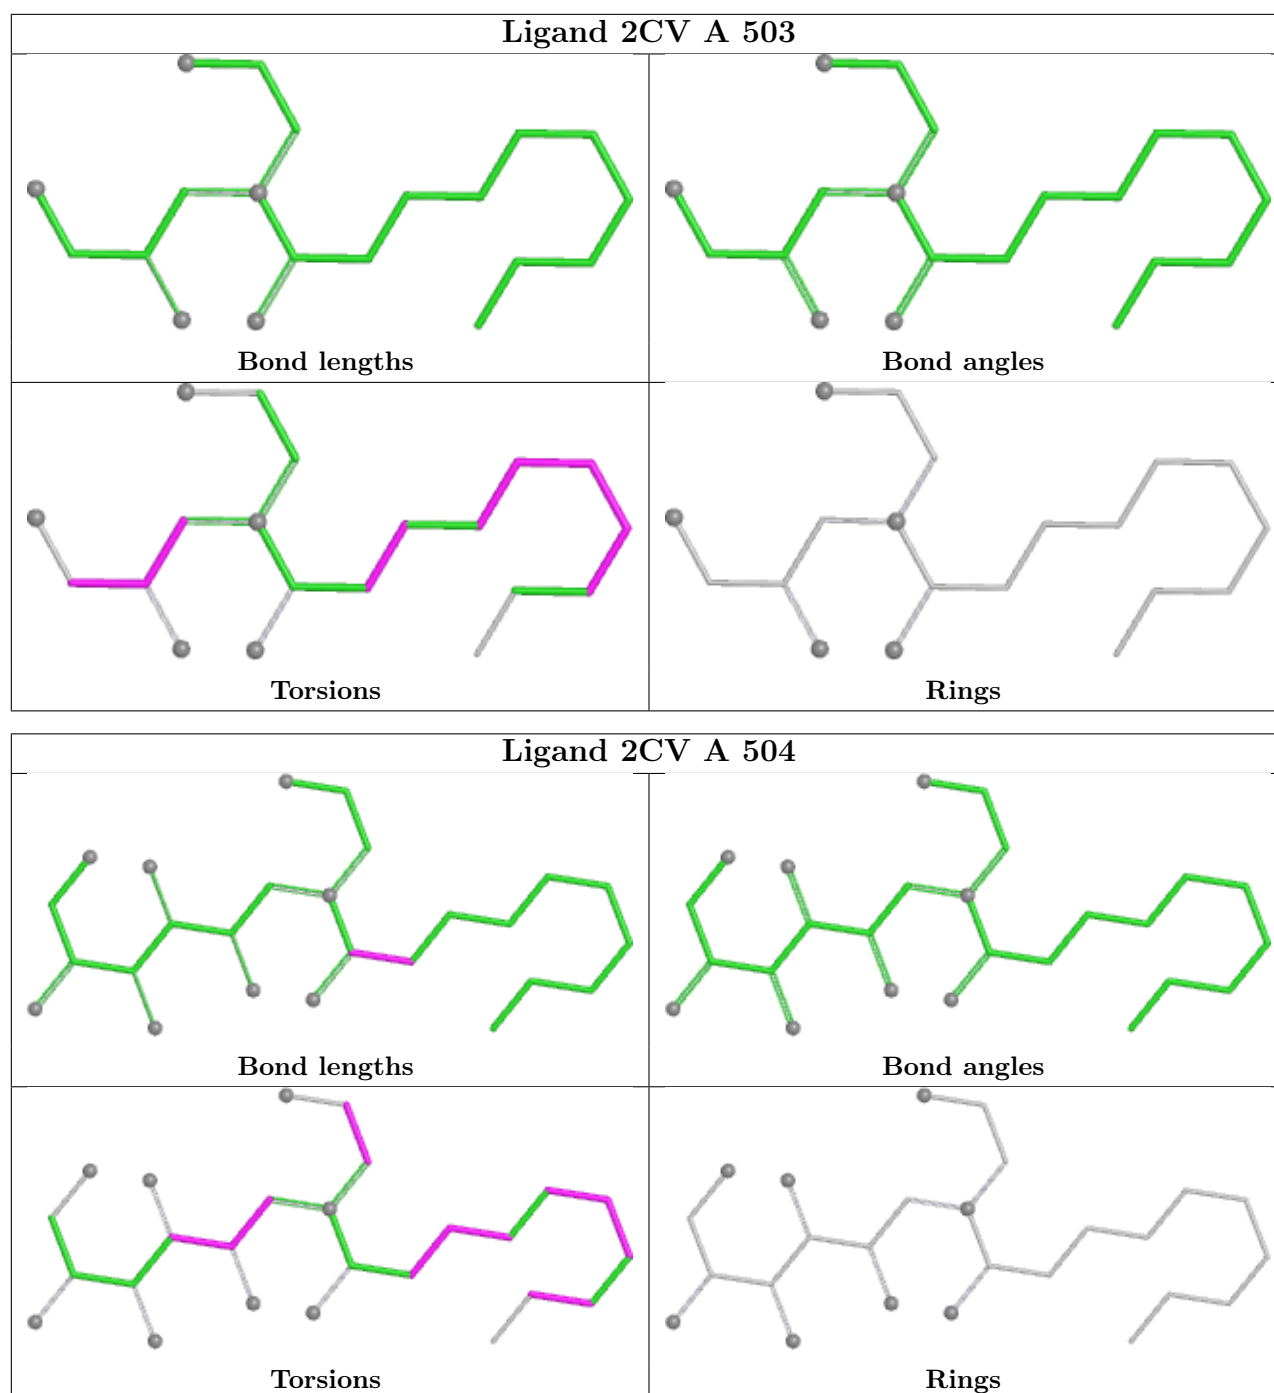 Ligand 2CV A 503
Bond lengths
Bond angles
Torsions
Rings
Ligand 2CV A 504
Bond lengths
Bond angles
Torsions
Rings